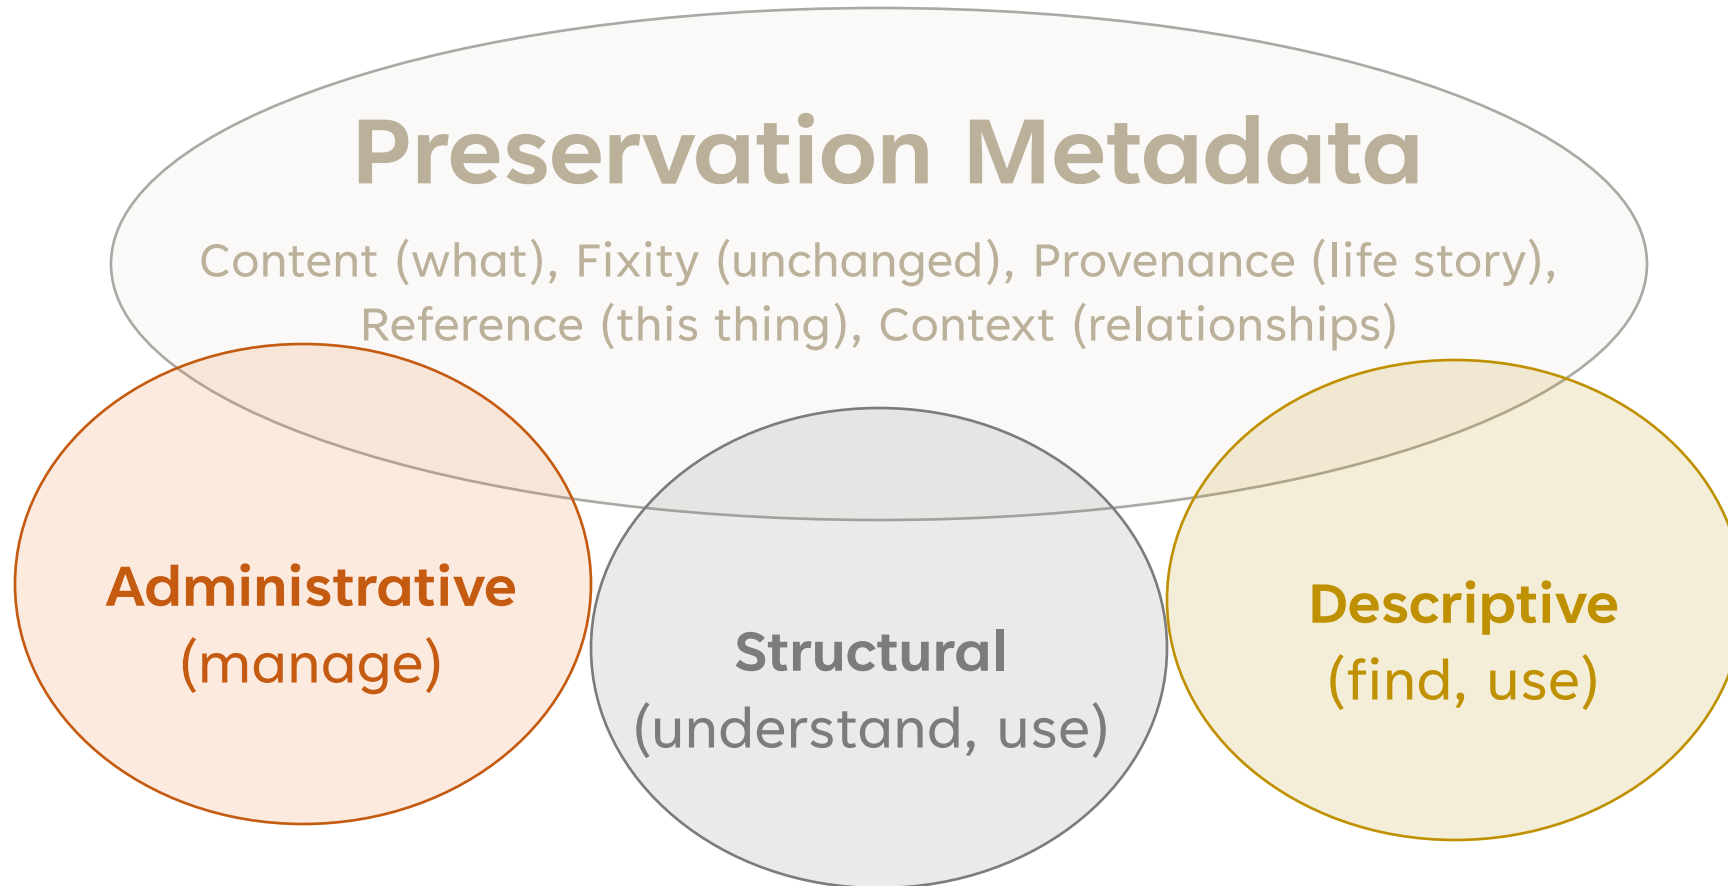 Preservation Metadata
Content (what), Fixity (unchanged), Provenance (life story),
Reference (this thing), Context (relationships)
Administrative
(manage)
Structural
(understand, use)
Descriptive
(find, use)